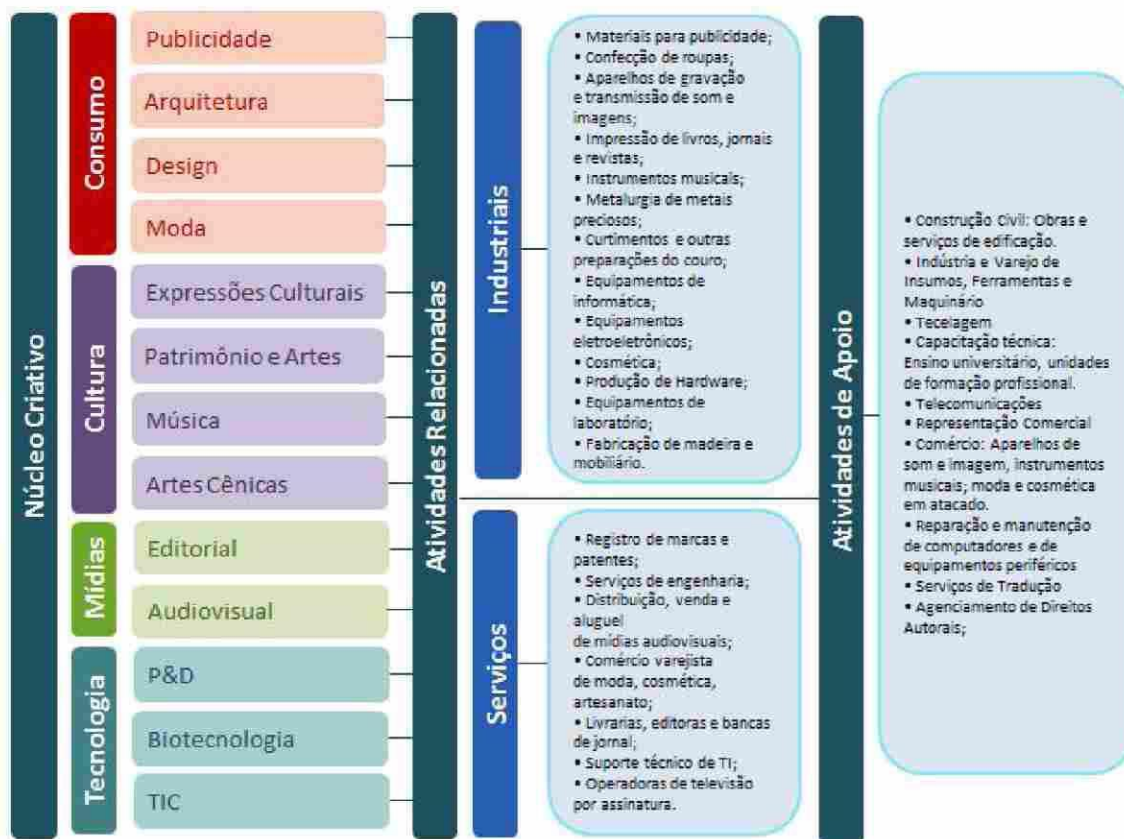 Núcleo Criativo
Consumo
Publicidade
Arquitetura
Design
Moda
Cultura
Expressões Culturais
Patrimônio e Artes
Música
Artes Cênicas
Mídias
Editorial
Audiovisual
Tecnologia
P&D
Biotecnologia
TIC
Atividades Relacionadas
Industriais
• Materiais para publicidade;
• Confecção de roupas;
• Aparelhos de gravação
e transmissão de som e
imagens;
• Impressão de livros, jornais
e revistas;
• Instrumentos musicais;
• Metalurgia de metais
preciosos;
• Curtimentos e outras
preparações do couro;
• Equipamentos de
informática;
• Equipamentos
eletroeletrônicos;
• Cosmética;
• Produção de Hardware;
• Equipamentos de
laboratório;
• Fabricação de madeira e
mobiliário.
Serviços
• Registro de marcas e
patentes;
• Serviços de engenharia;
• Distribuição, venda e
aluguel
de mídias audiovisuais;
• Comércio varejista
de moda, cosmética,
artesanato;
• Livrarias, editoras e bancas
de jornal;
• Suporte técnico de TI;
• Operadoras de televisão
por assinatura.
Atividades de Apoio
• Construção Civil: Obras e
serviços de edificação.
• Indústria e Varejo de
Insumos, Ferramentas e
Maquinário
• Tecelagem
• Capacitação técnica:
Ensino universitário, unidades
de formação profissional.
• Telecomunicações
• Representação Comercial
• Comércio: Aparelhos de
som e imagem, instrumentos
musicais; moda e cosmética
em atacado.
• Reparação e manutenção
de computadores e de
equipamentos periféricos
• Serviços de Tradução
• Agenciamento de Direitos
Autorais;